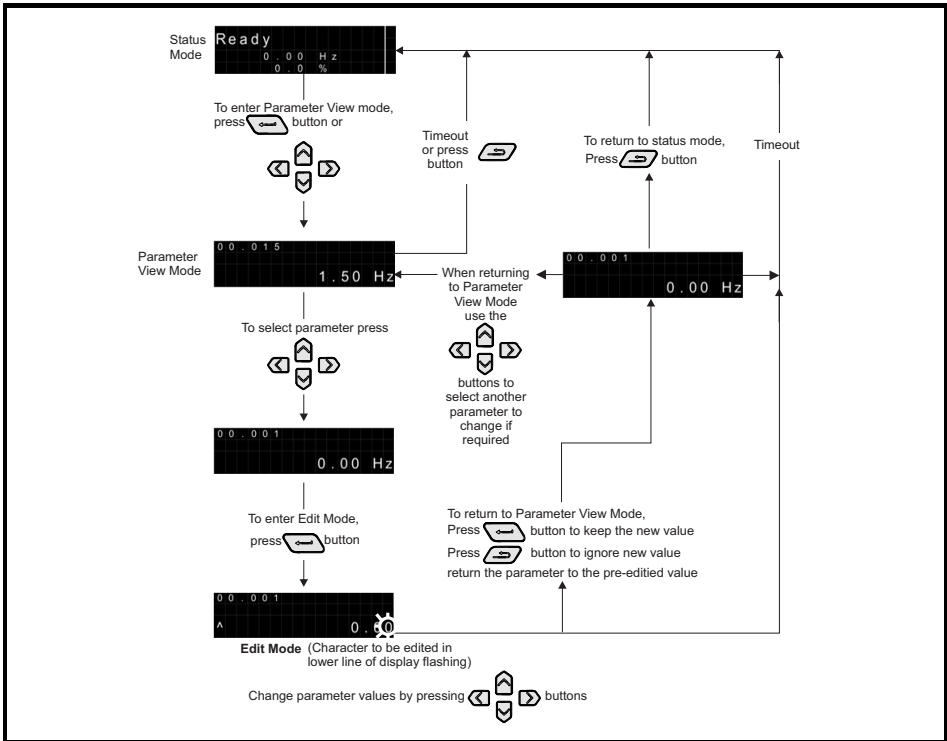 Status
Mode
Ready
0.00 Hz
0.0 %
To enter Parameter View mode,
press button or
Timeout
or press
button
To return to status mode,
Press button
Timeout
Parameter
View Mode
00.015
1.50 Hz
When returning
to Parameter
View Mode
use the
buttons to
select another
parameter to
change if
required
00.001
0.00 Hz
To select parameter press
00.001
0.00 Hz
To enter Edit Mode,
press button
To return to Parameter View Mode,
Press button to keep the new value
Press button to ignore new value
return the parameter to the pre-editied value
00.001
^ 0.
Edit Mode (Character to be edited in
lower line of display flashing)
Change parameter values by pressing buttons